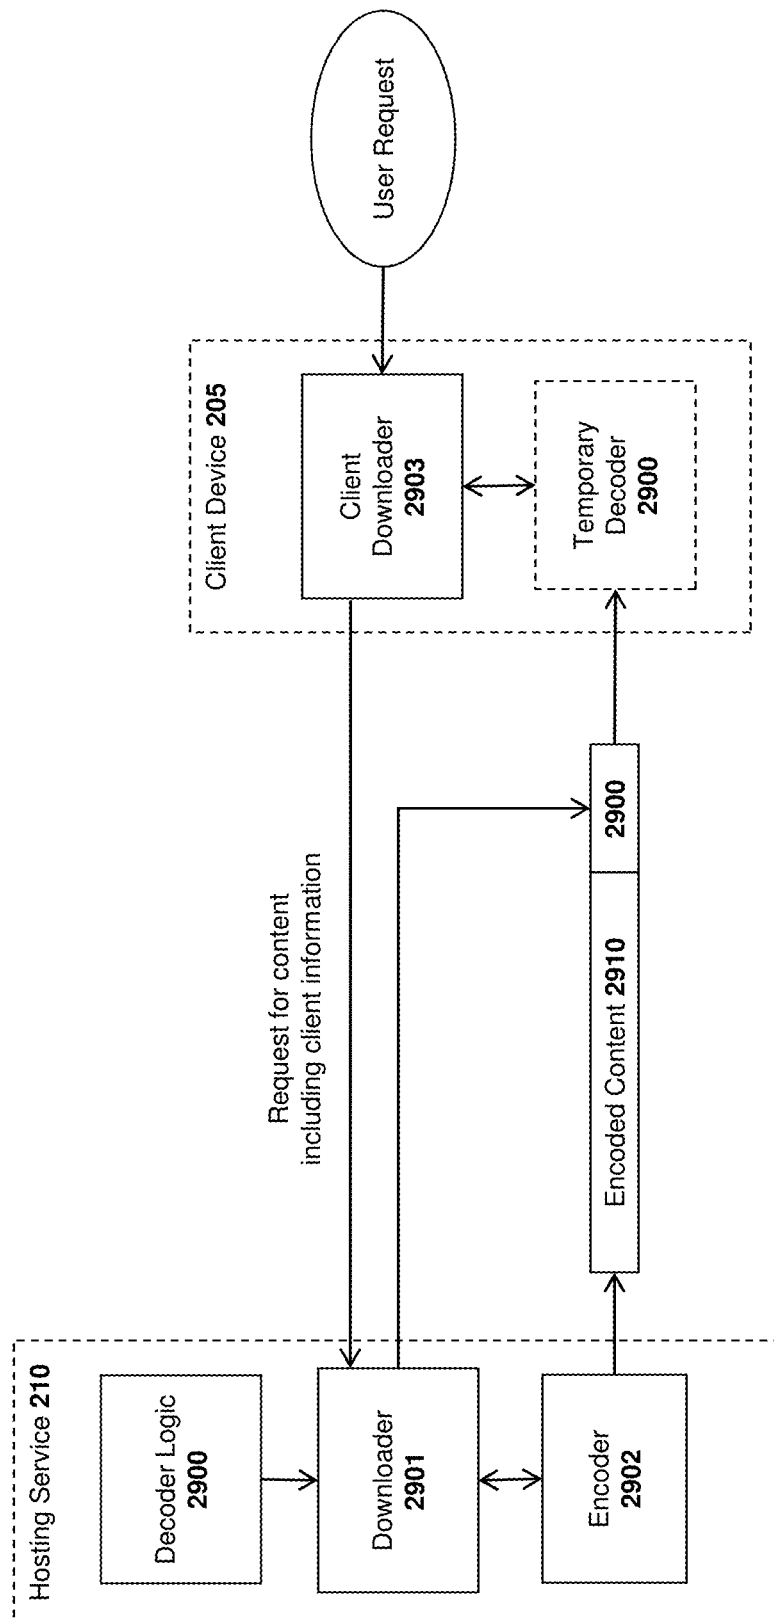 Hosting Service 210
Decoder Logic
2900
Downloader
2901
Encoder
2902
Request for content
including client information
Encoded Content 2910
2900
Client Device 205
Client
Downloader
2903
Temporary
Decoder
2900
User Request